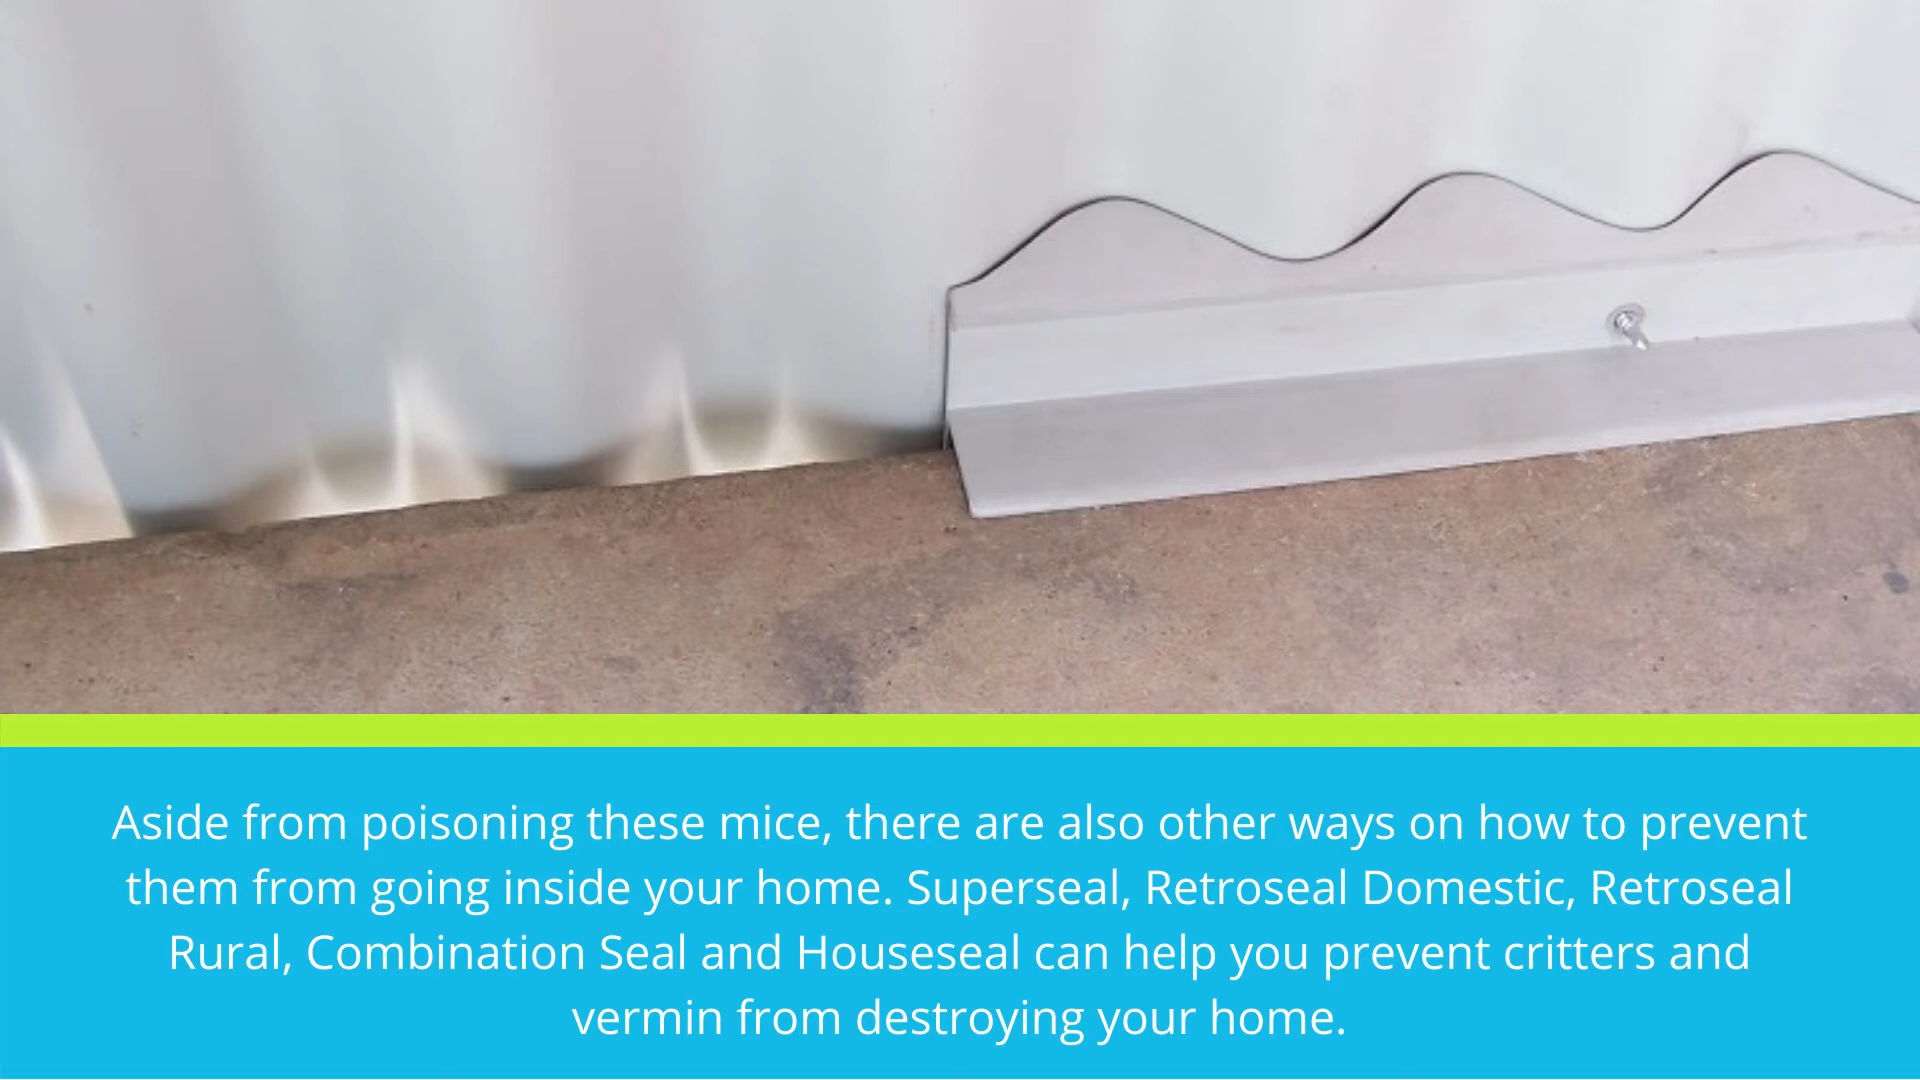 Aside from poisoning these mice, there are also other ways on how to prevent
them from going inside your home. Superseal, Retroseal Domestic, Retroseal
Rural, Combination Seal and Houseseal can help you prevent critters and
vermin from destroying your home.